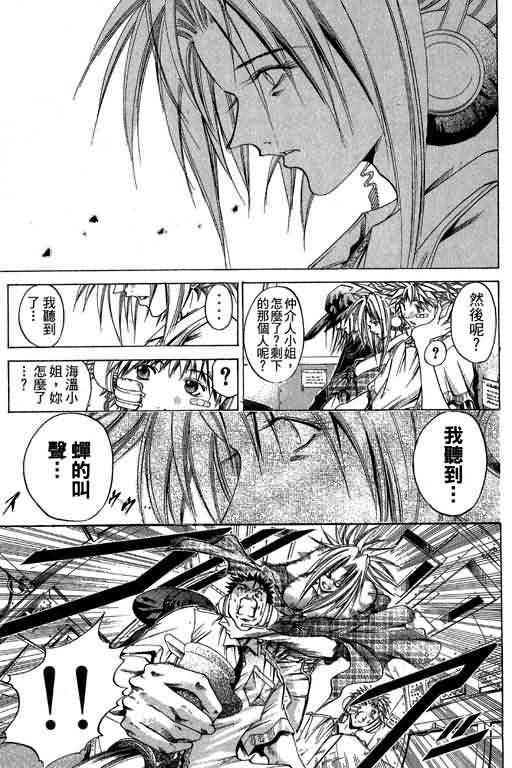 然後呢?
仲介人小姐,
怎麼了?剩下
的那個人呢?
?
‥‥
我聽到
了…
?
海溫小
姐,妳
怎麼了
…?
我聽到…
蟬的叫
聲…
!!